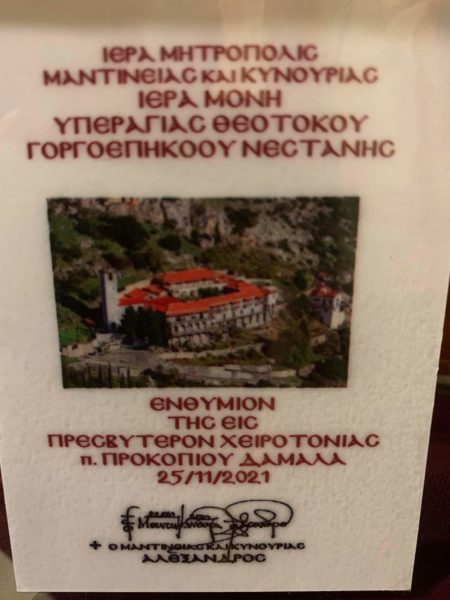 ΙΕΡΑ ΜΗΤΡΟΠΟΛΙΣ
ΜΑΝΤΙΝΕΙΑΣ ΚΑΙ ΚΥΝΟΥΡΙΑΣ
ΙΕΡΑ ΜΟΝΗ
ΥΠΕΡΑΓΙΑΣ ΘΕΟΤΟΚΟΥ
ΓΟΡΓΟΕΠΗΚΟΟΥ ΝΕΣΤΑΝΗΣ
ΕΝΘΥΜΙΟΝ
ΤΗΣ ΕΙΣ
ΠΡΕΣΒΥΤΕΡΟΝ ΧΕΙΡΟΤΟΝΙΑΣ
π. ΠΡΟΚΟΠΙΟΥ ΔΑΜΑΛΑ
25/11/2021
+ Ο ΜΑΝΤΙΝΕΙΑΣ ΚΑΙ ΚΥΝΟΥΡΙΑΣ
ΑΛΕΞΑΝΔΡΟΣ